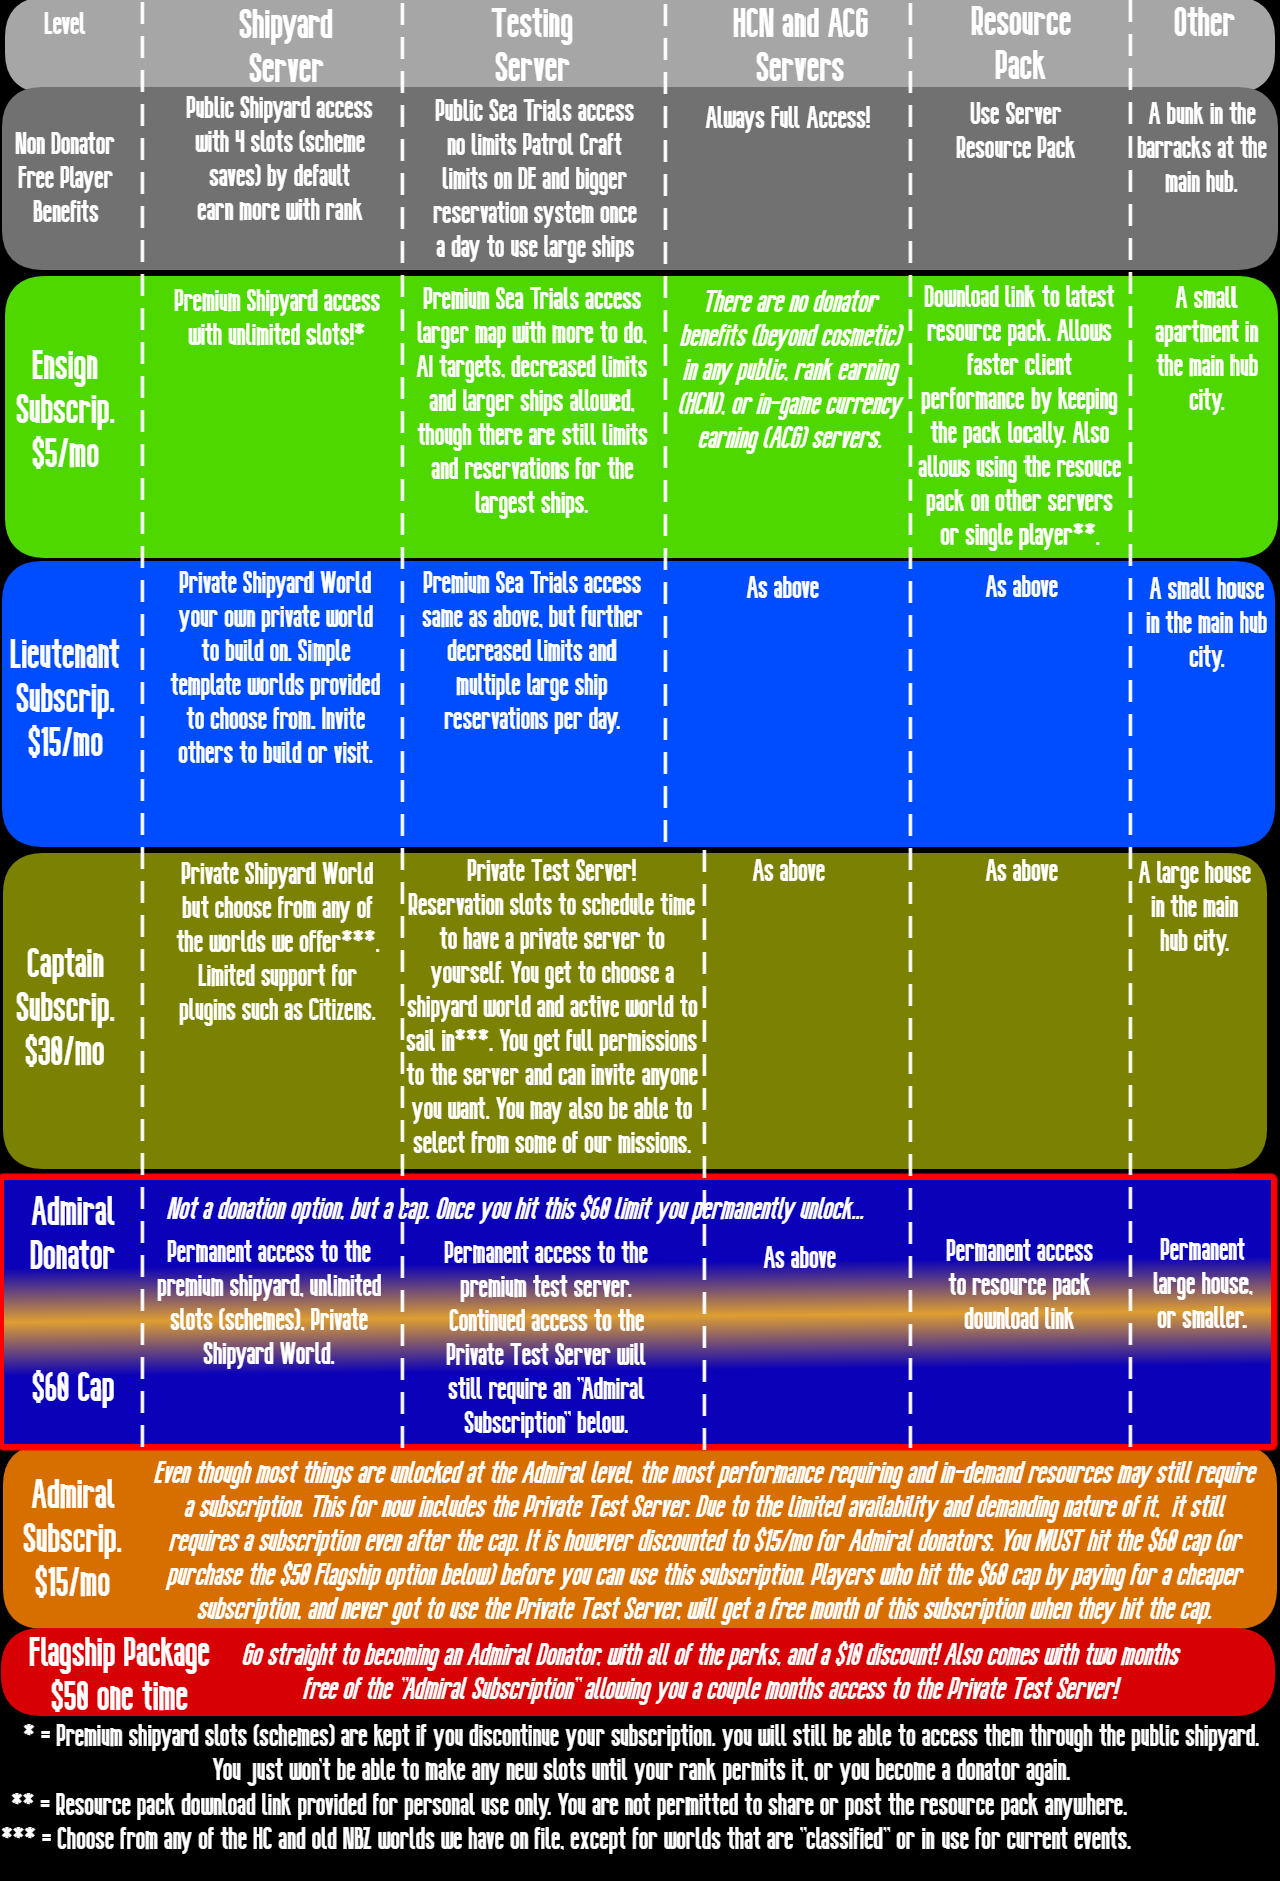 Level
Shipyard
Server
Testing
Server
HCN and ACG
Servers
Resource
Pack
Other
Non Donator
Free Player
Benefits
Public Shipyard access
with 4 slots (scheme
saves) by default
earn more with rank
Public Sea Trials access
no limits Patrol Craft
limits on DE and bigger
reservation system once
a day to use large ships
Always Full Access!
Use Server
Resource Pack
A bunk in the
barracks at the
main hub.
Ensign
Subscrip.
$5/mo
Premium Shipyard access
with unlimited slots!*
Premium Sea Trials access
larger map with more to do,
AI targets, decreased limits
and larger ships allowed,
though there are still limits
and reservations for the
largest ships.
There are no donator
benefits (beyond cosmetic)
in any public, rank earning
(HCN), or in-game currency
earning (ACG) servers.
Download link to latest
resource pack. Allows
faster client
performance by keeping
the pack locally. Also
allows using the resouce
pack on other servers
or single player**.
A small
apartment in
the main hub
city.
Lieutenant
Subscrip.
$15/mo
Private Shipyard World
your own private world
to build on. Simple
template worlds provided
to choose from. Invite
others to build or visit.
Premium Sea Trials access
same as above, but further
decreased limits and
multiple large ship
reservations per day.
As above
As above
A small house
in the main hub
city.
Captain
Subscrip.
$30/mo
Private Shipyard World
but choose from any of
the worlds we offer***.
Limited support for
plugins such as Citizens.
Private Test Server!
Reservation slots to schedule time
to have a private server to
yourself. You get to choose a
shipyard world and active world to
sail in***. You get full permissions
to the server and can invite anyone
you want. You may also be able to
select from some of our missions.
As above
As above
A large house
in the main
hub city.
Admiral
Donator
$60 Cap
Not a donation option, but a cap. Once you hit this $60 limit you permanently unlock...
Permanent access to the
premium shipyard, unlimited
slots (schemes), Private
Shipyard World.
Permanent access to the
premium test server.
Continued access to the
Private Test Server will
still require an "Admiral
Subscription" below.
As above
Permanent access
to resource pack
download link
Permanent
large house,
or smaller.
Admiral
Subscrip.
$15/mo
Even though most things are unlocked at the Admiral level, the most performance requiring and in-demand resources may still require
a subscription. This for now includes the Private Test Server. Due to the limited availability and demanding nature of it, it still
requires a subscription even after the cap. It is however discounted to $15/mo for Admiral donators. You MUST hit the $60 cap (or
purchase the $50 Flagship option below) before you can use this subscription. Players who hit the $60 cap by paying for a cheaper
subscription, and never got to use the Private Test Server, will get a free month of this subscription when they hit the cap.
Flagship Package
$50 one time
Go straight to becoming an Admiral Donator, with all of the perks, and a $10 discount! Also comes with two months
free of the "Admiral Subscription" allowing you a couple months access to the Private Test Server!
* = Premium shipyard slots (schemes) are kept if you discontinue your subscription, you will still be able to access them through the public shipyard.
You just won't be able to make any new slots until your rank permits it, or you become a donator again.
** = Resource pack download link provided for personal use only. You are not permitted to share or post the resource pack anywhere.
*** = Choose from any of the HC and old NBZ worlds we have on file, except for worlds that are "classified" or in use for current events.